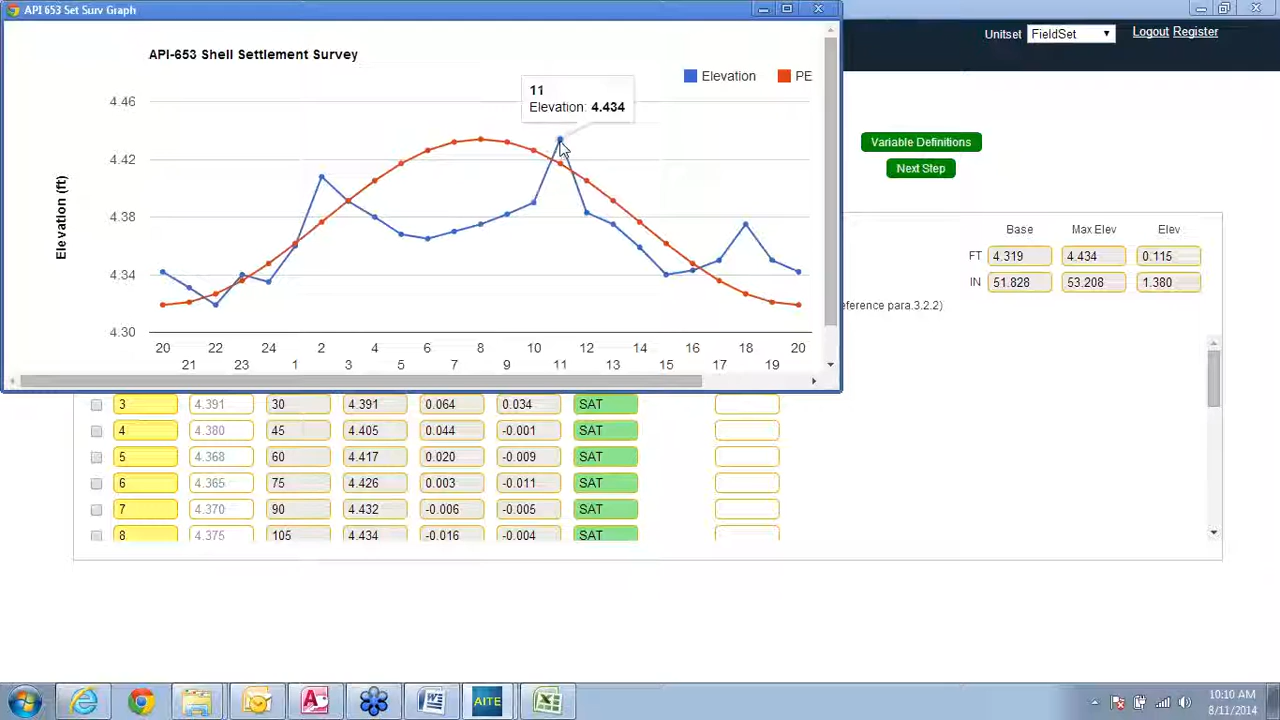 API 653 Set Surv Graph
Unitset FieldSet Logout Register
API-653 Shell Settlement Survey
Elevation PE
11
Elevation: 4.434
4.46
4.42
4.38
4.34
4.30
Elevation (ft)
20 22 24 2 4 6 8 10 12 14 16 18 20
21 23 1 3 5 7 9 11 13 15 17 19
Variable Definitions
Next Step
Base Max Elev Elev
FT 4.319 4.434 0.115
IN 51.828 53.208 1.380
eference para.3.2.2)
3 4.391 30 4.391 0.064 0.034 SAT
4 4.380 45 4.405 0.044 -0.001 SAT
5 4.368 60 4.417 0.020 -0.009 SAT
6 4.365 75 4.426 0.003 -0.011 SAT
7 4.370 90 4.432 -0.006 -0.005 SAT
8 4.375 105 4.434 -0.016 -0.004 SAT
AITE
10:10 AM
8/11/2014